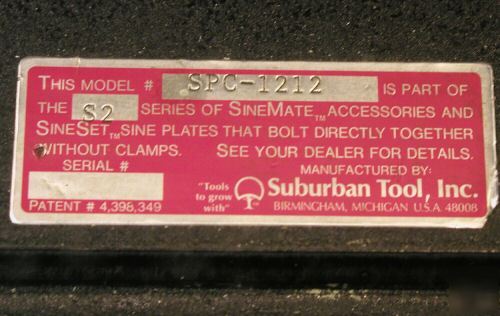 THIS MODEL # SPC-1212 IS PART OF
THE S2 SERIES OF SINEMATE™ ACCESSORIES AND
SINESET™ SINE PLATES THAT BOLT DIRECTLY TOGETHER
WITHOUT CLAMPS. SEE YOUR DEALER FOR DETAILS.
SERIAL # MANUFACTURED BY:
"Tools to grow with" Suburban Tool, Inc.
PATENT # 4,398,349 BIRMINGHAM, MICHIGAN U.S.A. 48008